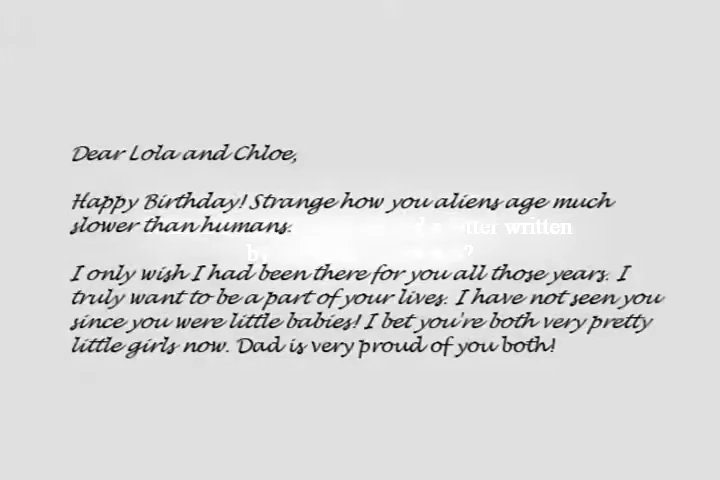 Dear Lola and Chloe,
Happy Birthday! Strange how you aliens age much
slower than humans.
written
I only wish I had been there for you all those years. I
truly want to be a part of your lives. I have not seen you
since you were little babies! I bet you're both very pretty
little girls now. Dad is very proud of you both!